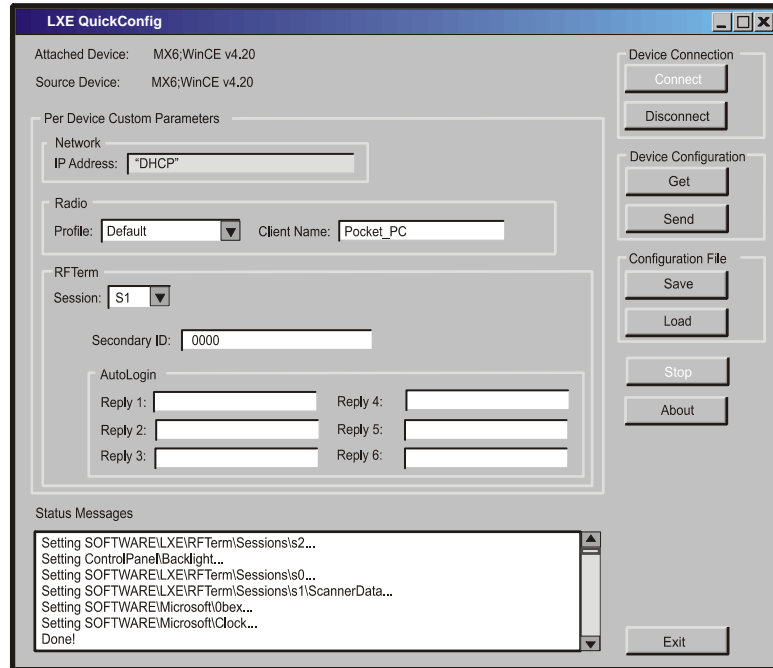 LXE QuickConfig
Attached Device: MX6;WinCE v4.20
Source Device: MX6;WinCE v4.20
Per Device Custom Parameters
Network
IP Address: “DHCP”
Radio
Profile: Default Client Name: Pocket_PC
RFTerm
Session: S1
Secondary ID: 0000
AutoLogin
Reply 1: Reply 4:
Reply 2: Reply 5:
Reply 3: Reply 6:
Status Messages
Setting SOFTWARE\LXE\RFTerm\Sessions\s2...
Setting ControlPanel\Backlight...
Setting SOFTWARE\LXE\RFTerm\Sessions\s0...
Setting SOFTWARE\LXE\RFTerm\Sessions\s1\ScannerData...
Setting SOFTWARE\Microsoft\0bex...
Setting SOFTWARE\Microsoft\Clock...
Done!
Device Connection
Connect
Disconnect
Device Configuration
Get
Send
Configuration File
Save
Load
Stop
About
Exit